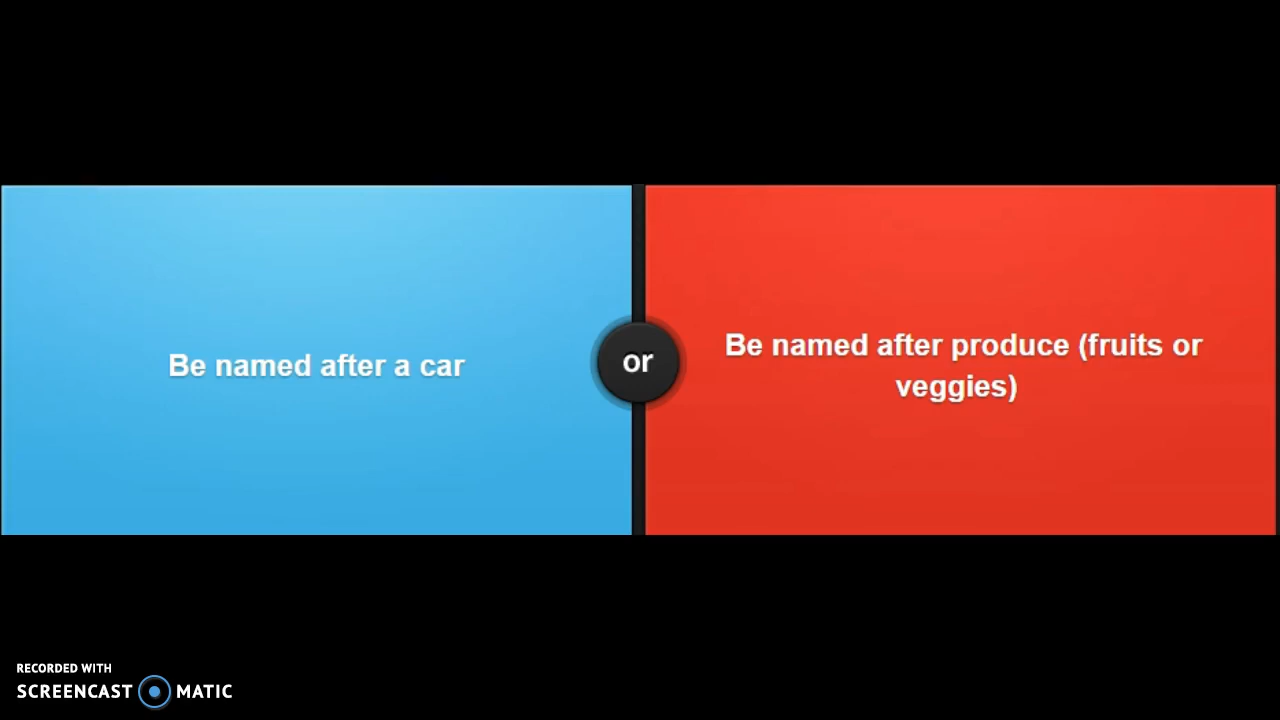 Be named after a car
or
Be named after produce (fruits or
veggies)
RECORDED WITH
SCREENCAST MATIC